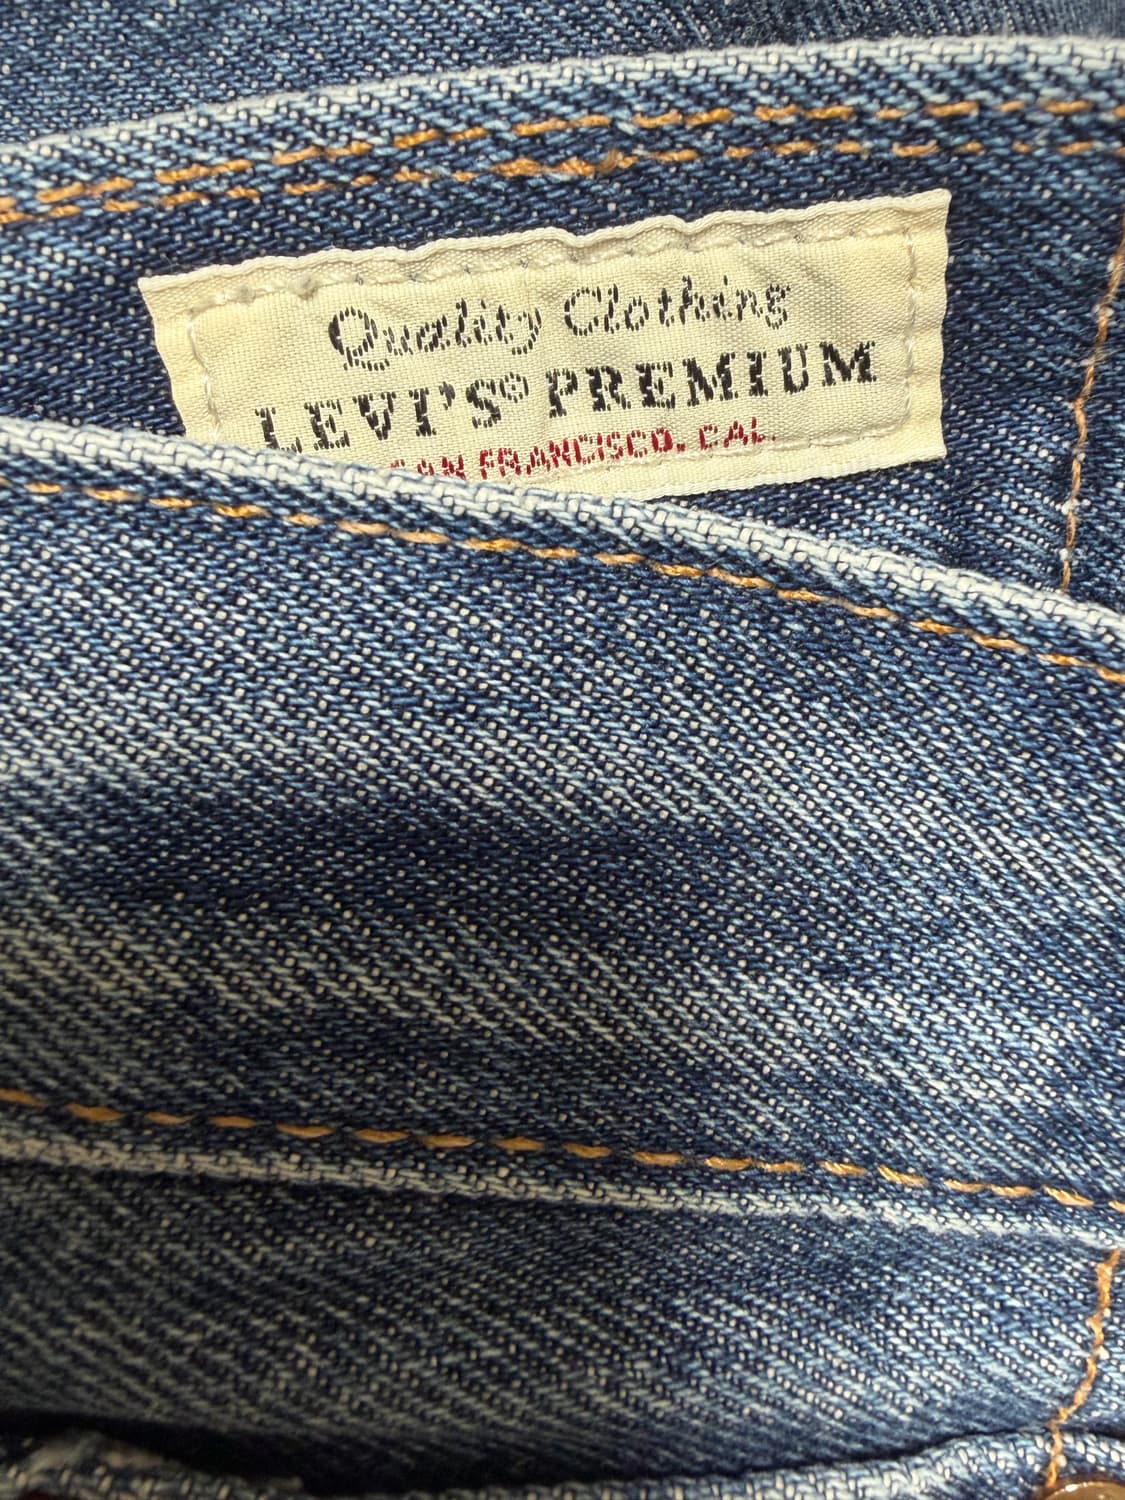 Quality Clothing
LEVI'S® PREMIUM
SAN FRANCISCO, CAL.